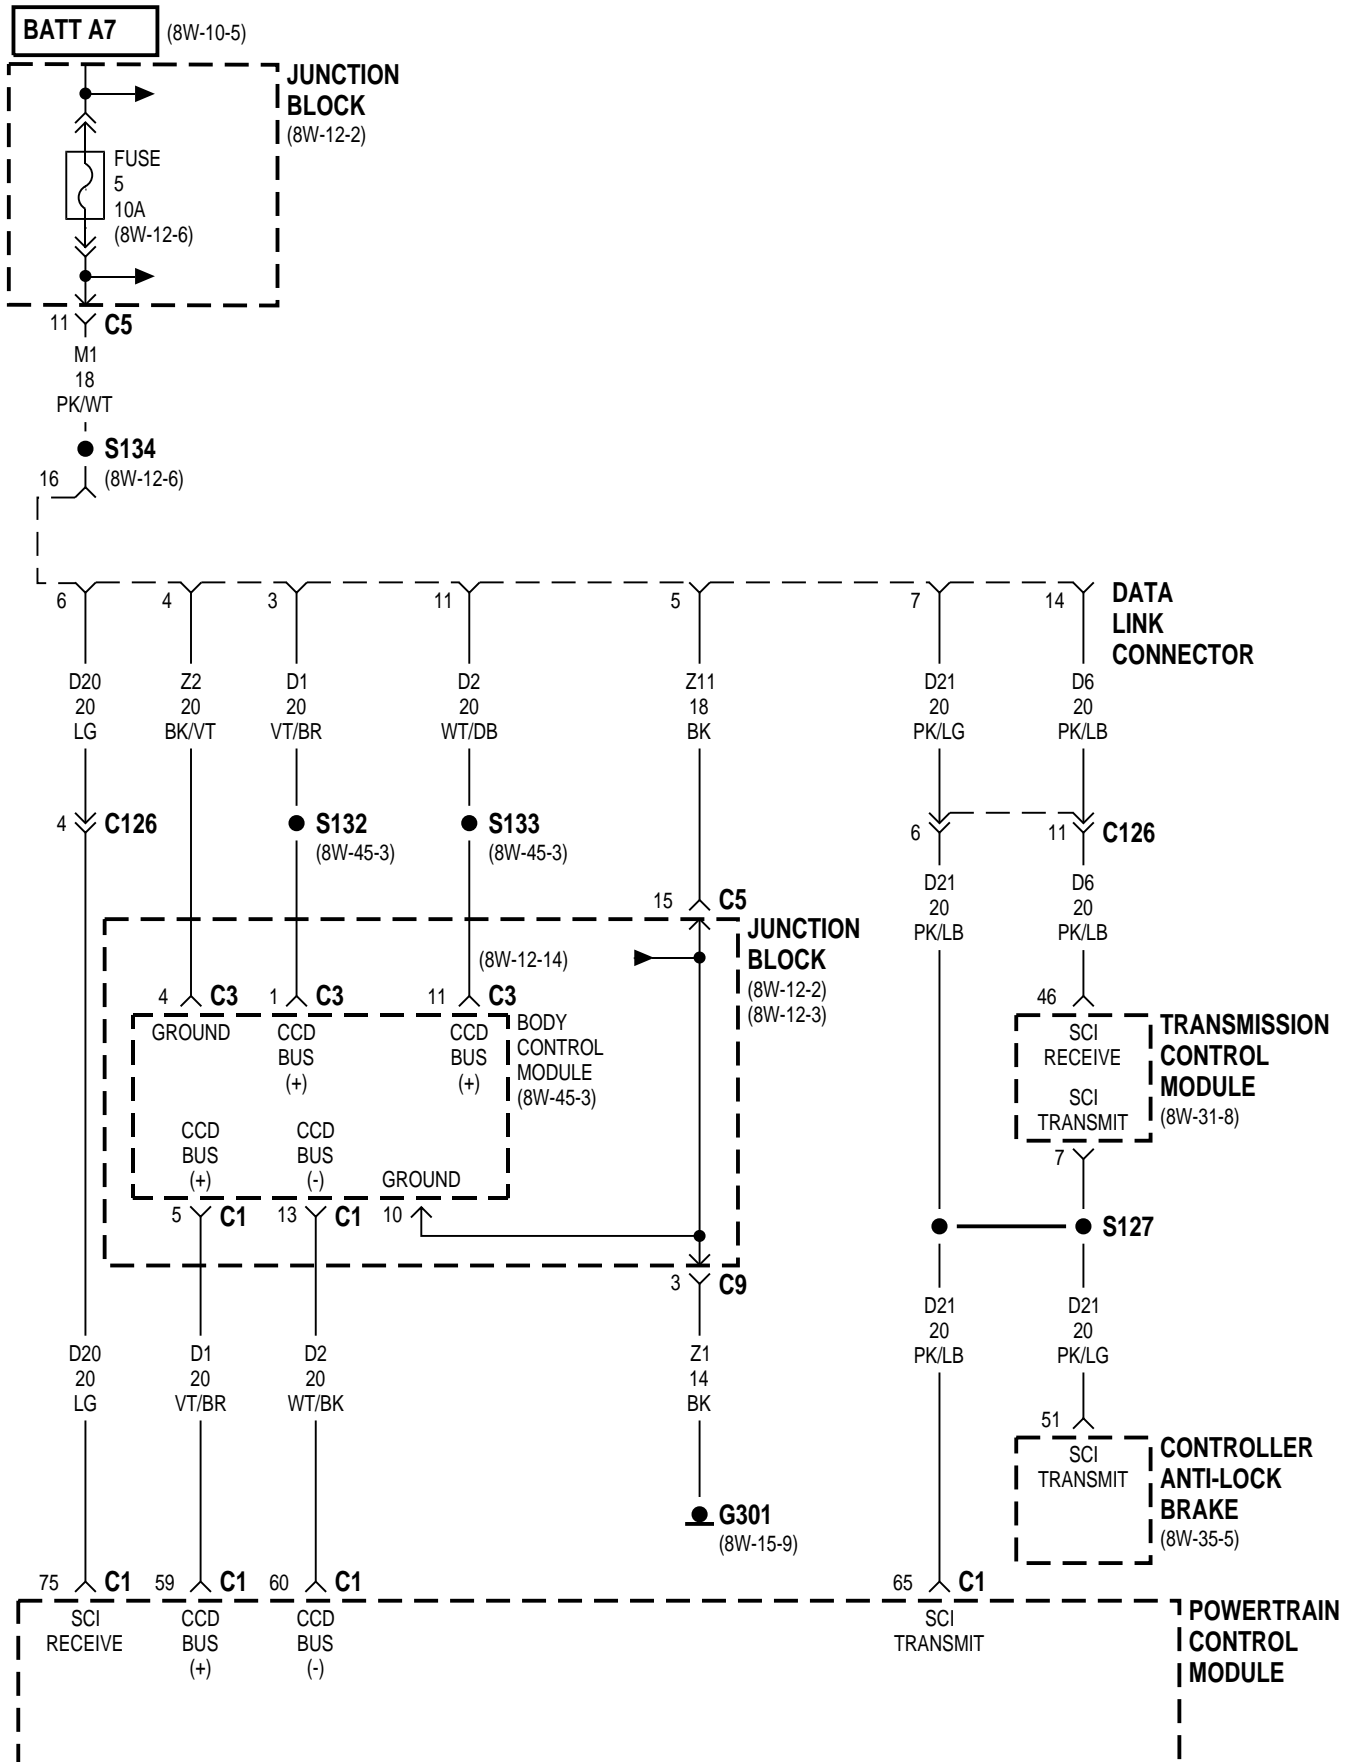 BATT A7 (8W-10-5)
JUNCTION
BLOCK
(8W-12-2)
FUSE
5
10A
(8W-12-6)
11 C5
M1
18
PK/WT
S134
16 (8W-12-6)
6 4 3 11 5 7 14
DATA
LINK
CONNECTOR
D20 Z2 D1 D2 Z11 D21 D6
20 20 20 20 18 20 20
LG BK/VT VT/BR WT/DB BK PK/LG PK/LB
4 C126 S132 S133 6 11 C126
(8W-45-3) (8W-45-3)
D21 D6
20 20
PK/LB PK/LB
15 C5
JUNCTION
BLOCK
(8W-12-2)
(8W-12-3)
(8W-12-14)
4 C3 1 C3 11 C3 46
GROUND CCD CCD
BUS BUS
(+) (+)
BODY
CONTROL
MODULE
(8W-45-3)
SCI
RECEIVE
SCI
TRANSMIT
TRANSMISSION
CONTROL
MODULE
(8W-31-8)
CCD CCD
BUS BUS
(+) (-) GROUND
7
5 C1 13 C1 10 S127
3 C9
D21 D21
20 20
PK/LB PK/LG
D20 D1 D2 Z1
20 20 20 14
LG VT/BR WT/BK BK
51
SCI
TRANSMIT
CONTROLLER
ANTI-LOCK
BRAKE
(8W-35-5)
G301
(8W-15-9)
75 C1 59 C1 60 C1 65 C1
SCI CCD CCD SCI
RECEIVE BUS BUS TRANSMIT
(+) (-)
POWERTRAIN
CONTROL
MODULE